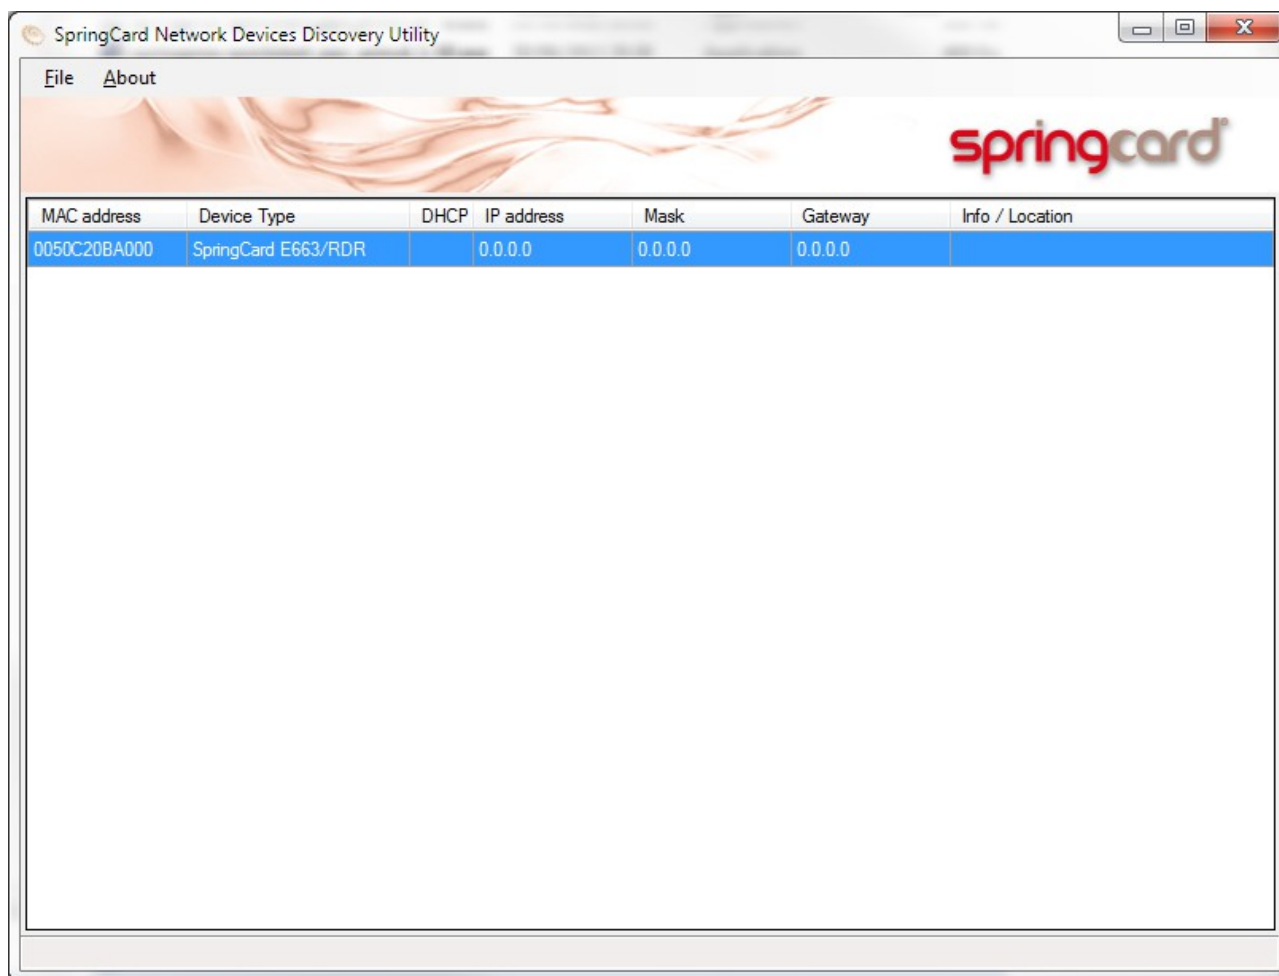 SpringCard Network Devices Discovery Utility
File About
springcard
MAC address Device Type DHCP IP address Mask Gateway Info / Location
0050C20BA000 SpringCard E663/RDR 0.0.0.0 0.0.0.0 0.0.0.0